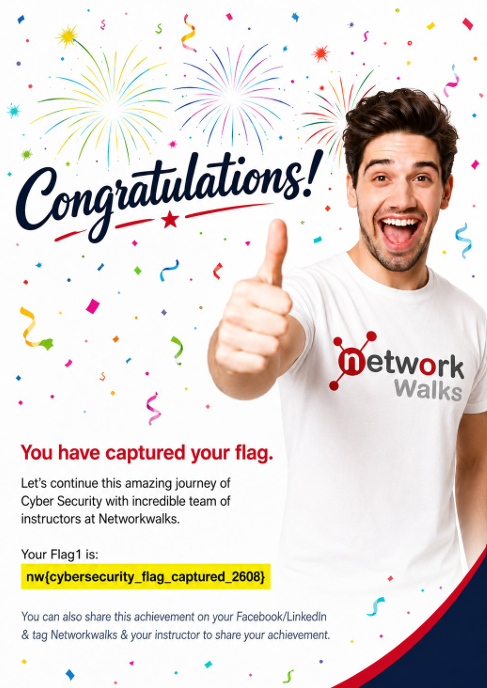 Congratulations!
network
Walks
You have captured your flag.
Let's continue this amazing journey of
Cyber Security with incredible team of
instructors at Networkwalks.
Your Flag1 is:
nw{cybersecurity_flag_captured_2608}
You can also share this achievement on your Facebook/LinkedIn
& tag Networkwalks & your instructor to share your achievement.